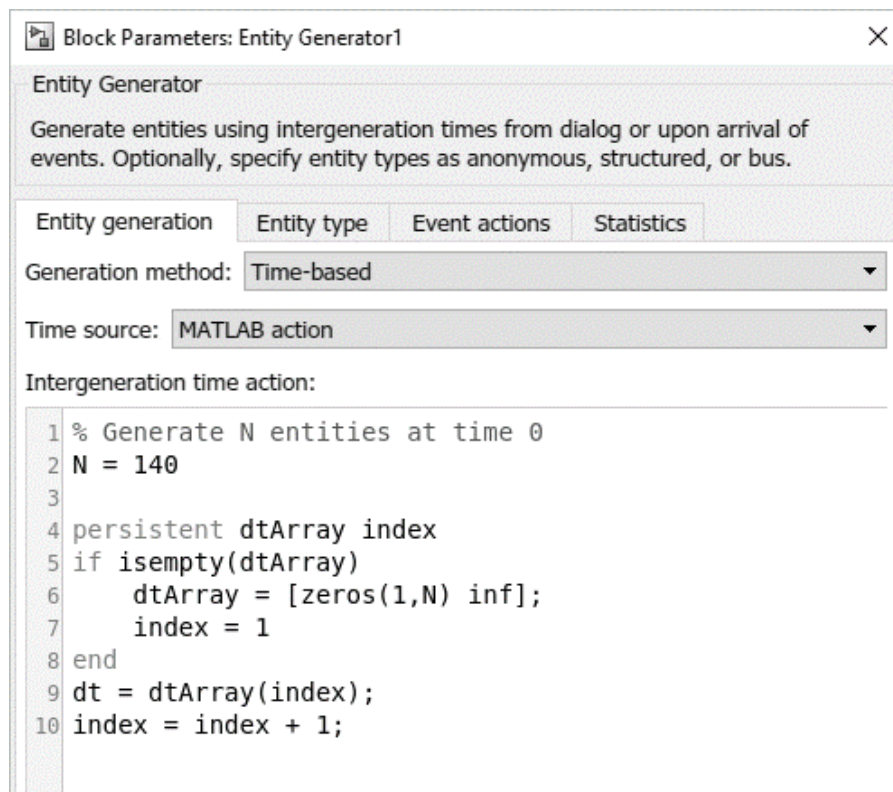 Block Parameters: Entity Generator1
Entity Generator
Generate entities using intergeneration times from dialog or upon arrival of
events. Optionally, specify entity types as anonymous, structured, or bus.
Entity generation Entity type Event actions Statistics
Generation method: Time-based
Time source: MATLAB action
Intergeneration time action:
1 % Generate N entities at time 0
2 N = 140
3
4 persistent dtArray index
5 if isempty(dtArray)
6     dtArray = [zeros(1,N) inf];
7     index = 1
8 end
9 dt = dtArray(index);
10 index = index + 1;